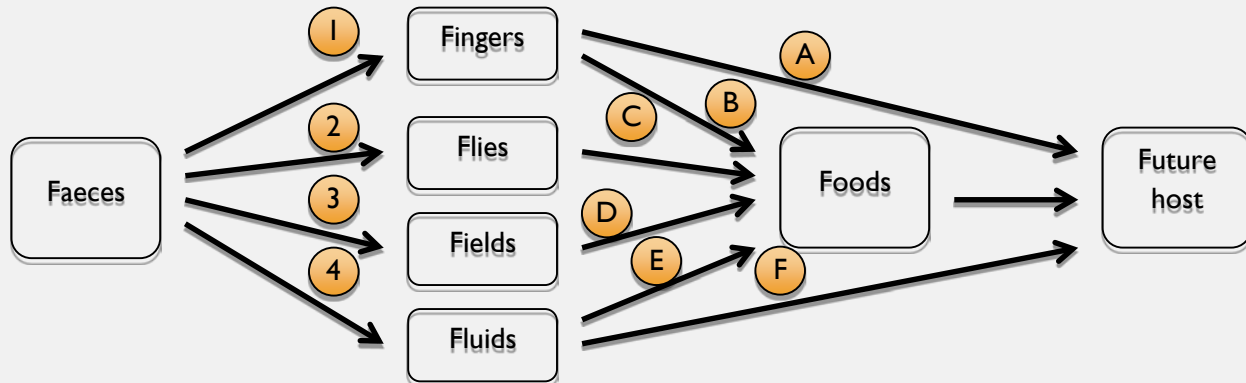 1
Fingers
A
B
C
2
Flies
Faeces
Foods
Future
host
3
D
Fields
4
E
F
Fluids